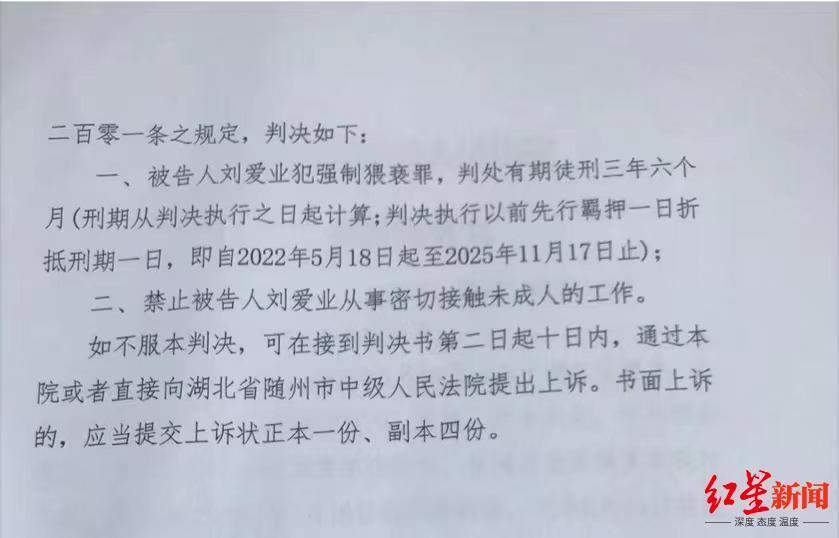 二百零一条之规定，判决如下：
一、被告人刘爱业犯强制猥亵罪，判处有期徒刑三年六个
月(刑期从判决执行之日起计算;判决执行以前先行羁押一日折
抵刑期一日，即自2022年5月18日起至2025年11月17日止)；
二、禁止被告人刘爱业从事密切接触未成人的工作。
如不服本判决，可在接到判决书第二日起十日内，通过本
院或者直接向湖北省随州市中级人民法院提出上诉。书面上诉
的，应当提交上诉状正本一份、副本四份。
红星新闻
深度 态度 温度